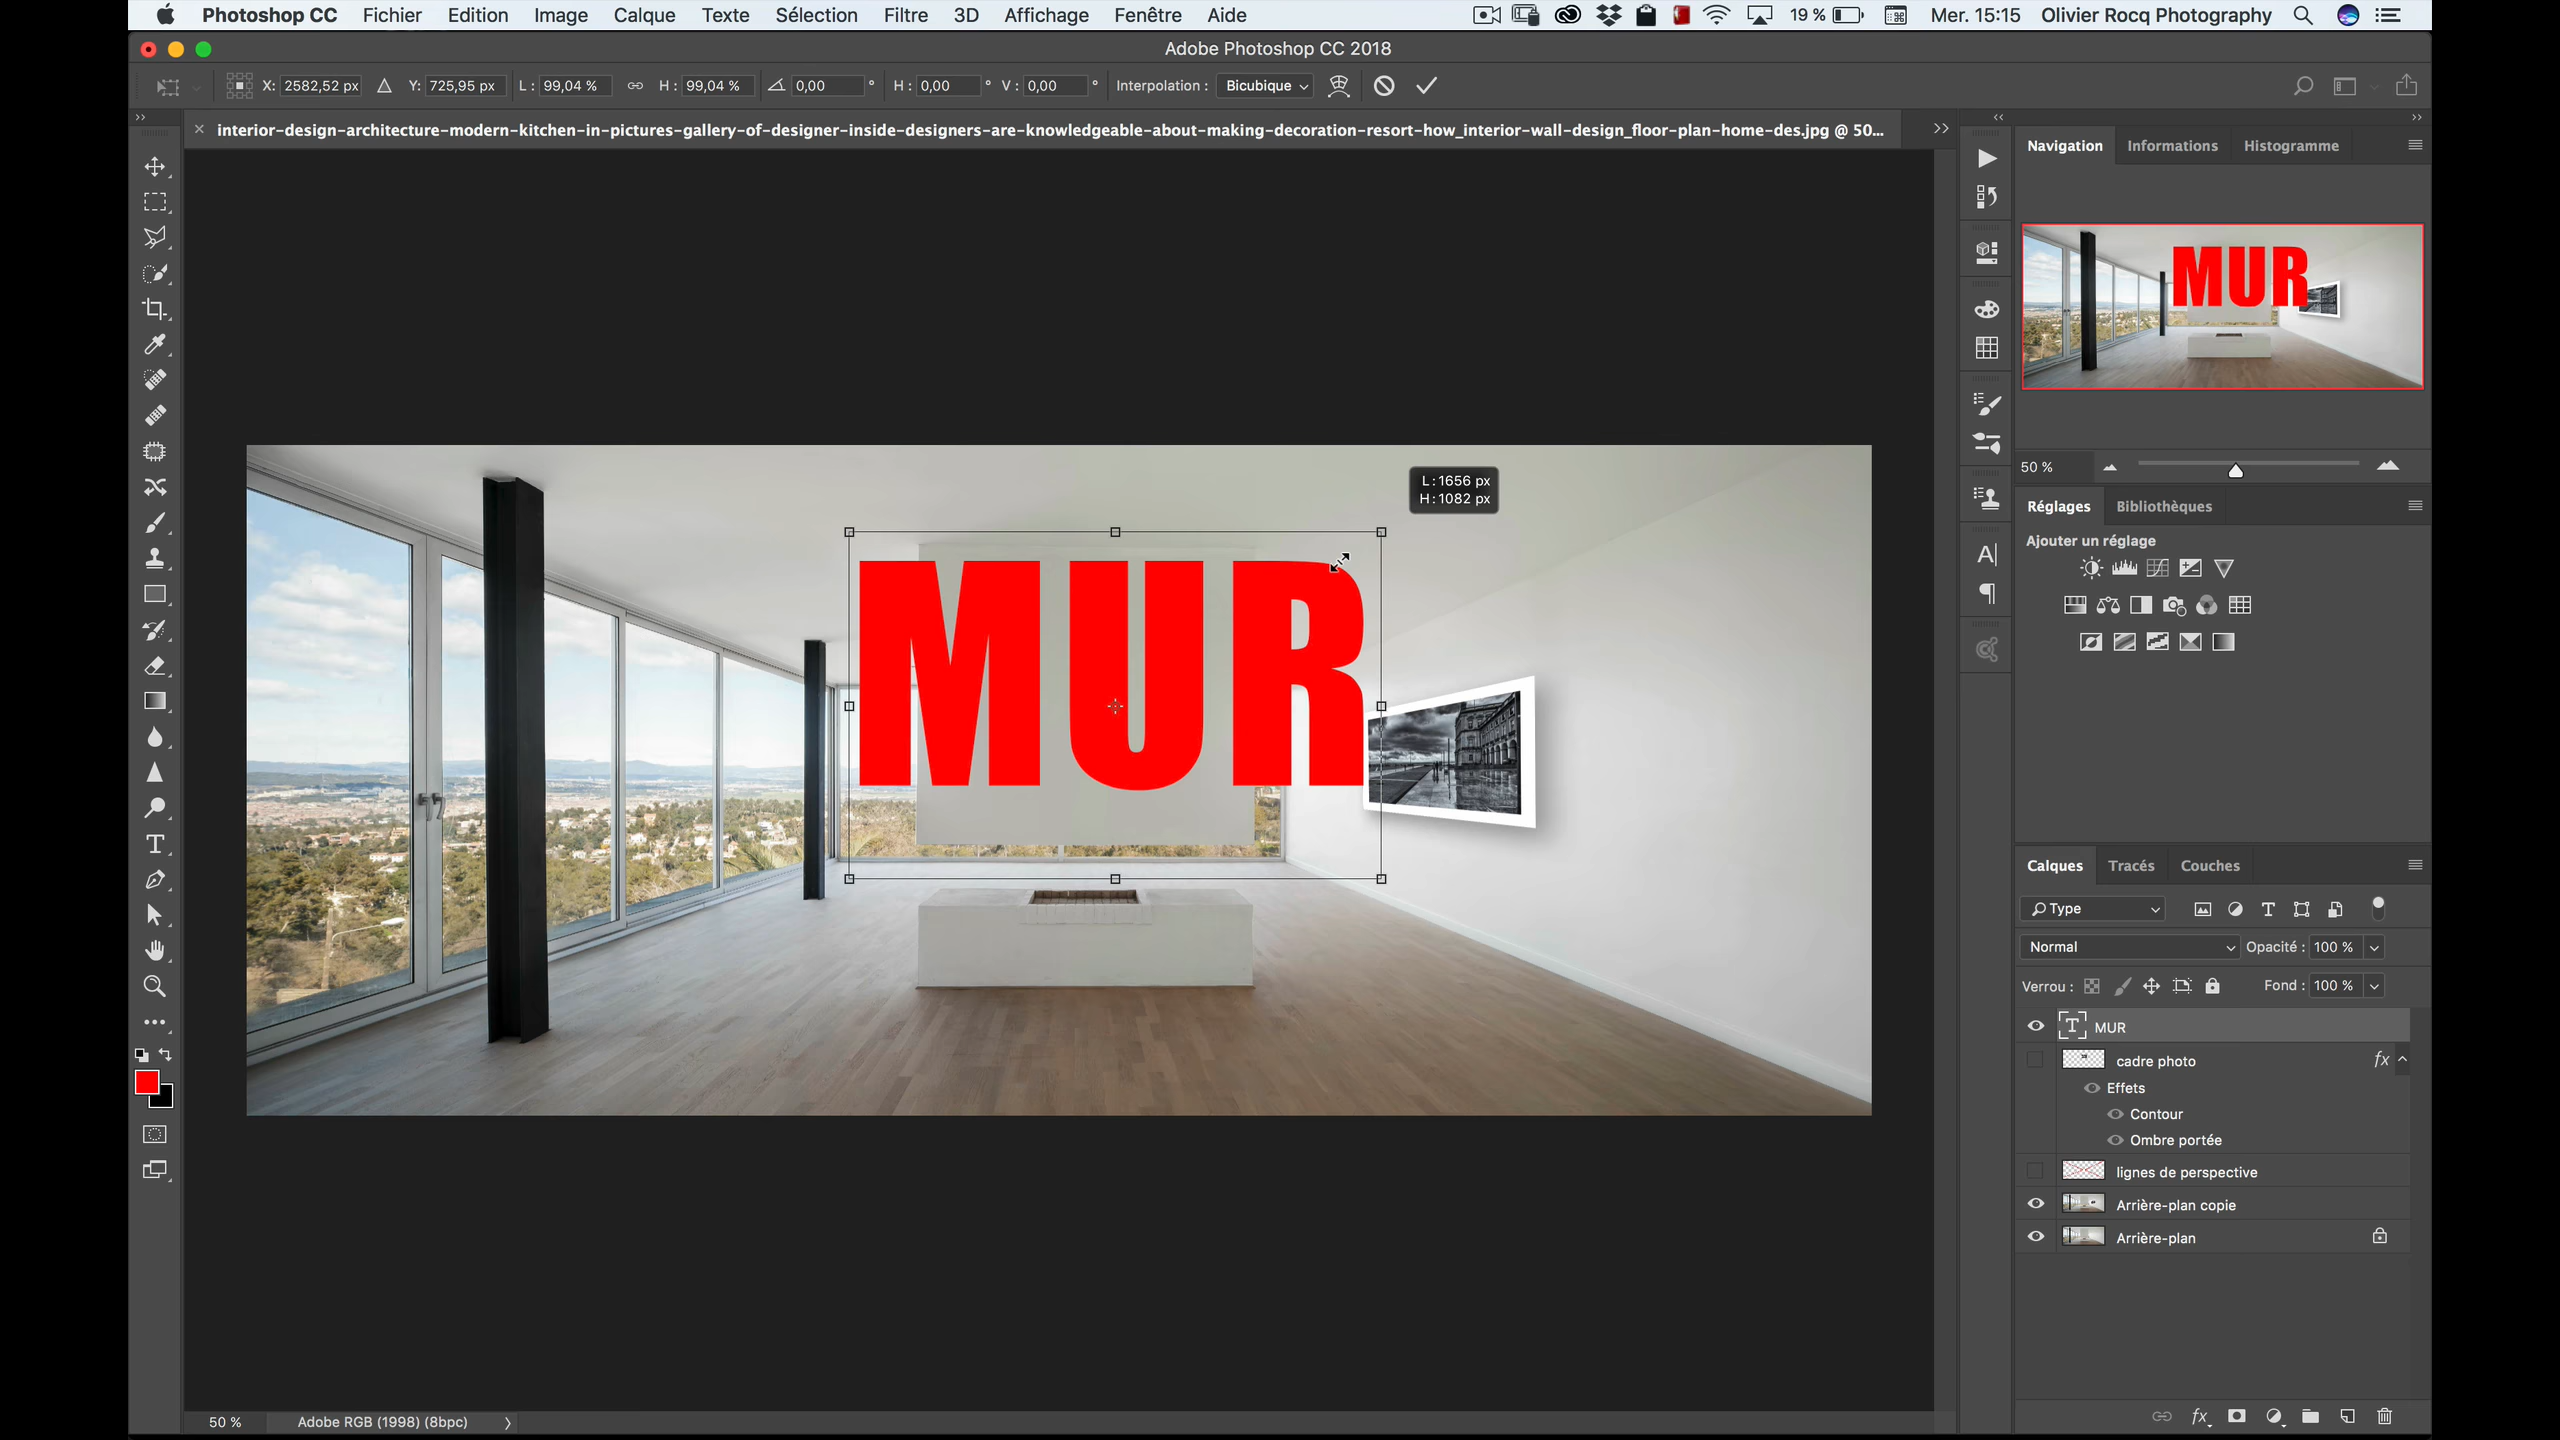 Photoshop CC Fichier Edition Image Calque Texte Sélection Filtre 3D Affichage Fenêtre Aide 19 % Mer. 15:15 Olivier Rocq Photography
Adobe Photoshop CC 2018
X: 2582,52 px Y: 725,95 px L : 99,04 % H : 99,04 % 0,00 ° H : 0,00 ° V : 0,00 ° Interpolation : Bicubique
interior-design-architecture-modern-kitchen-in-pictures-gallery-of-designer-inside-designers-are-knowledgeable-about-making-decoration-resort-how_interior-wall-design_floor-plan-home-des.jpg @ 50...
Navigation Informations Histogramme
MUR
50 %
L : 1656 px
H : 1082 px
Réglages Bibliothèques
Ajouter un réglage
MUR
Calques Tracés Couches
Type
Normal Opacité : 100 %
Verrou : Fond : 100 %
T MUR
cadre photo fx
Effets
Contour
Ombre portée
lignes de perspective
Arrière-plan copie
Arrière-plan
50 % Adobe RGB (1998) (8bpc)
fx